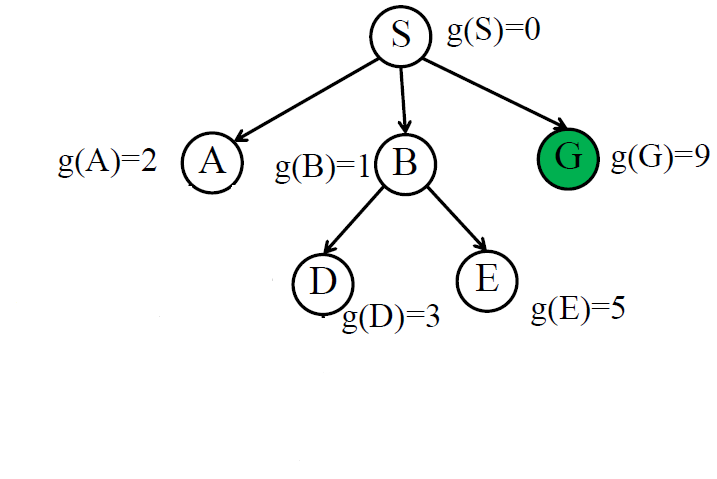 S g(S)=0
g(A)=2 A g(B)=1 B G g(G)=9
D E
g(D)=3 g(E)=5